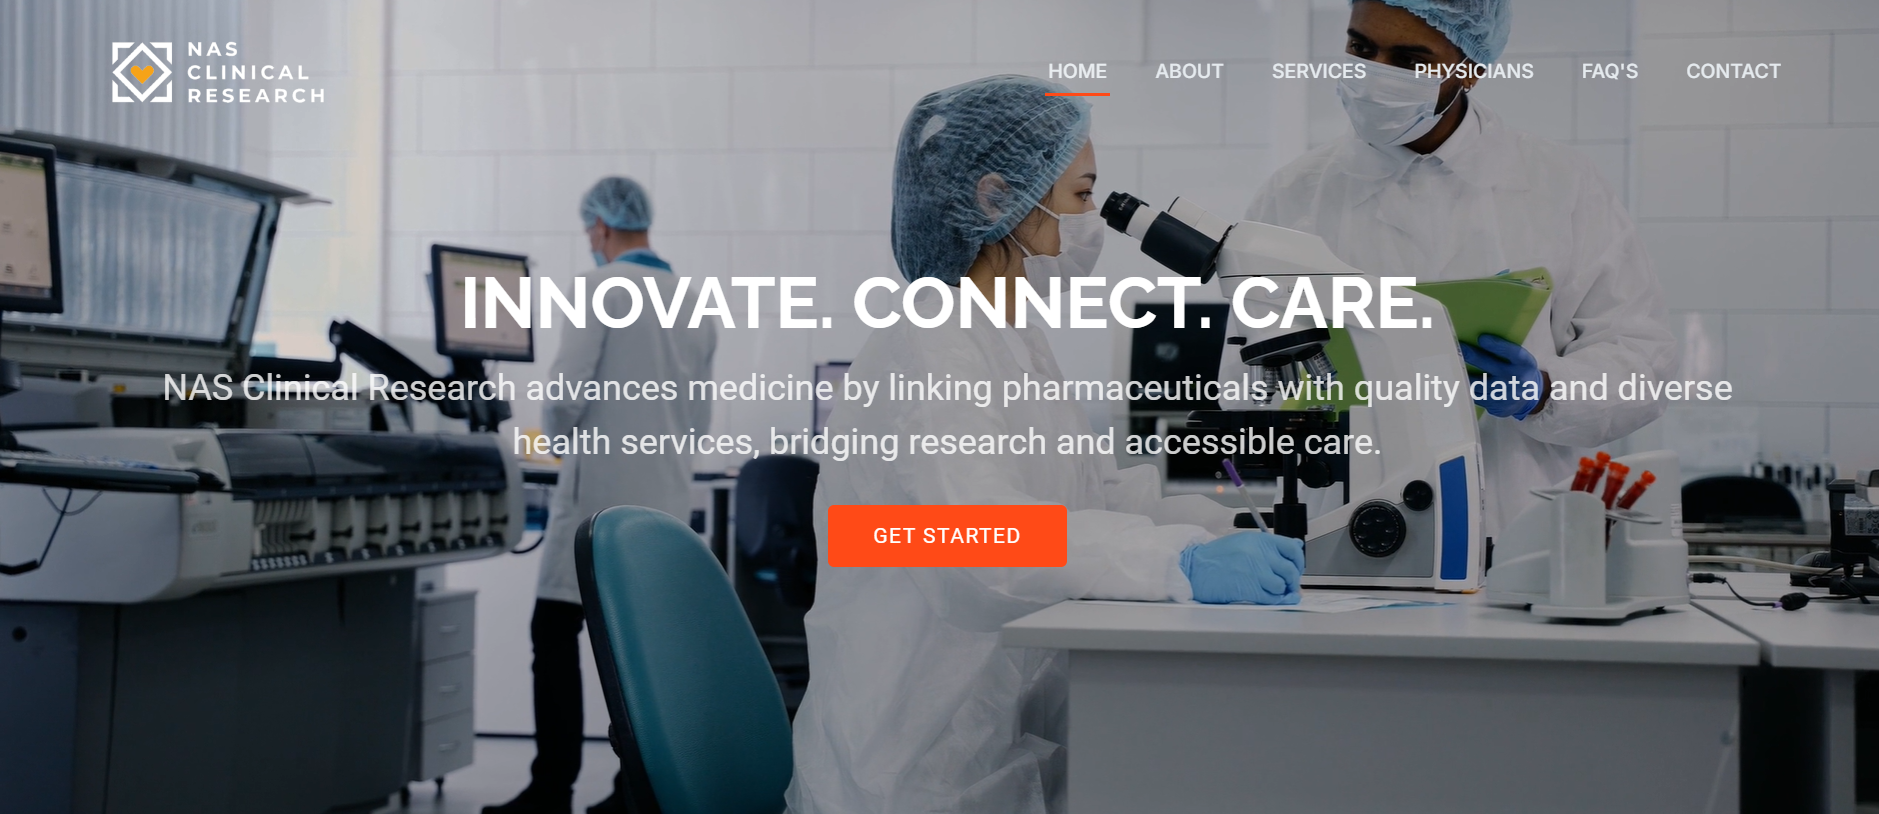 NAS
CLINICAL
RESEARCH
HOME ABOUT SERVICES PHYSICIANS FAQ'S CONTACT
INNOVATE. CONNECT. CARE.
NAS Clinical Research advances medicine by linking pharmaceuticals with quality data and diverse
health services, bridging research and accessible care.
GET STARTED